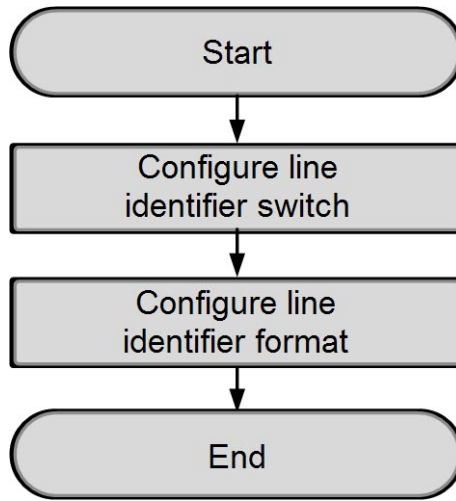 Start
Configure line
identifier switch
Configure line
identifier format
End